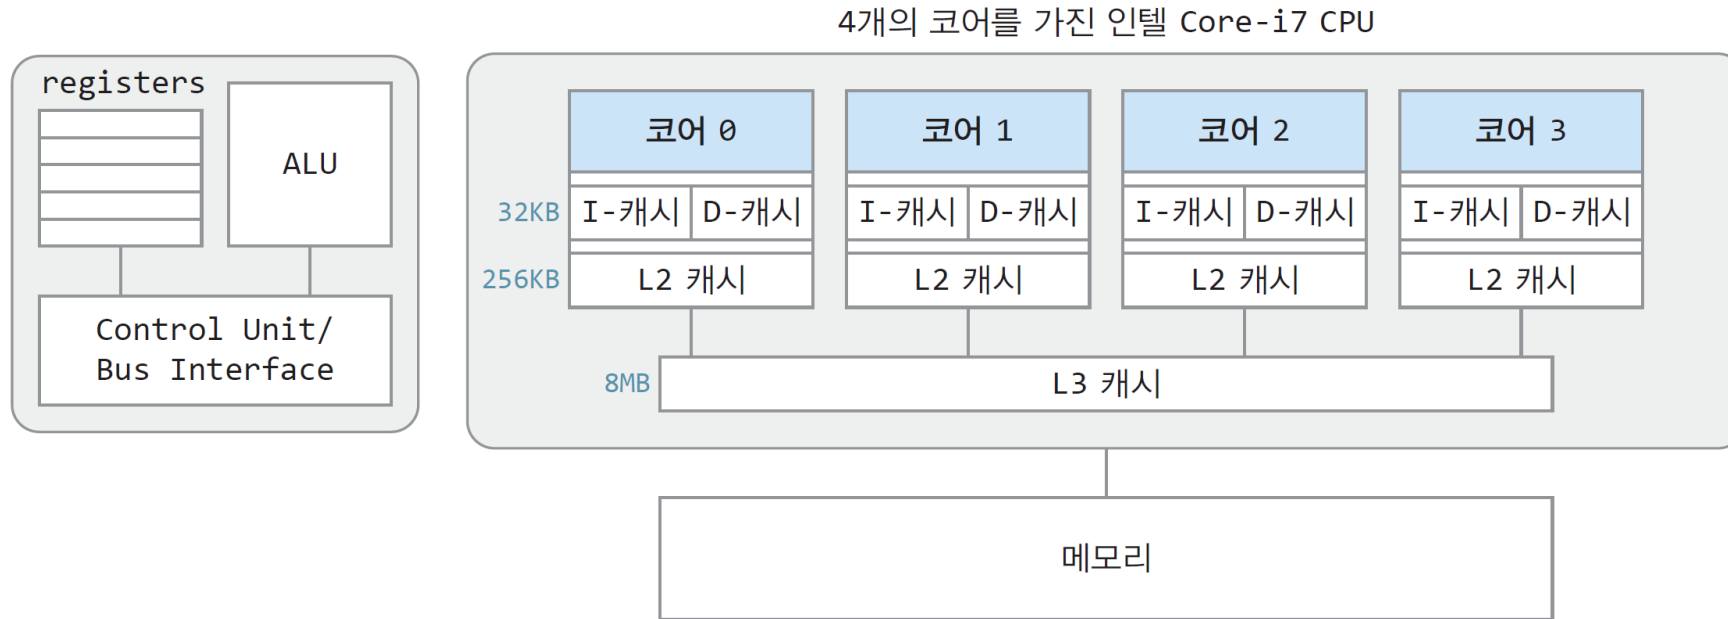 4개의 코어를 가진 인텔 Core-i7 CPU
registers
ALU
Control Unit/
Bus Interface
코어 0
코어 1
코어 2
코어 3
32KB
I-캐시
D-캐시
I-캐시
D-캐시
I-캐시
D-캐시
I-캐시
D-캐시
256KB
L2 캐시
L2 캐시
L2 캐시
L2 캐시
8MB
L3 캐시
메모리